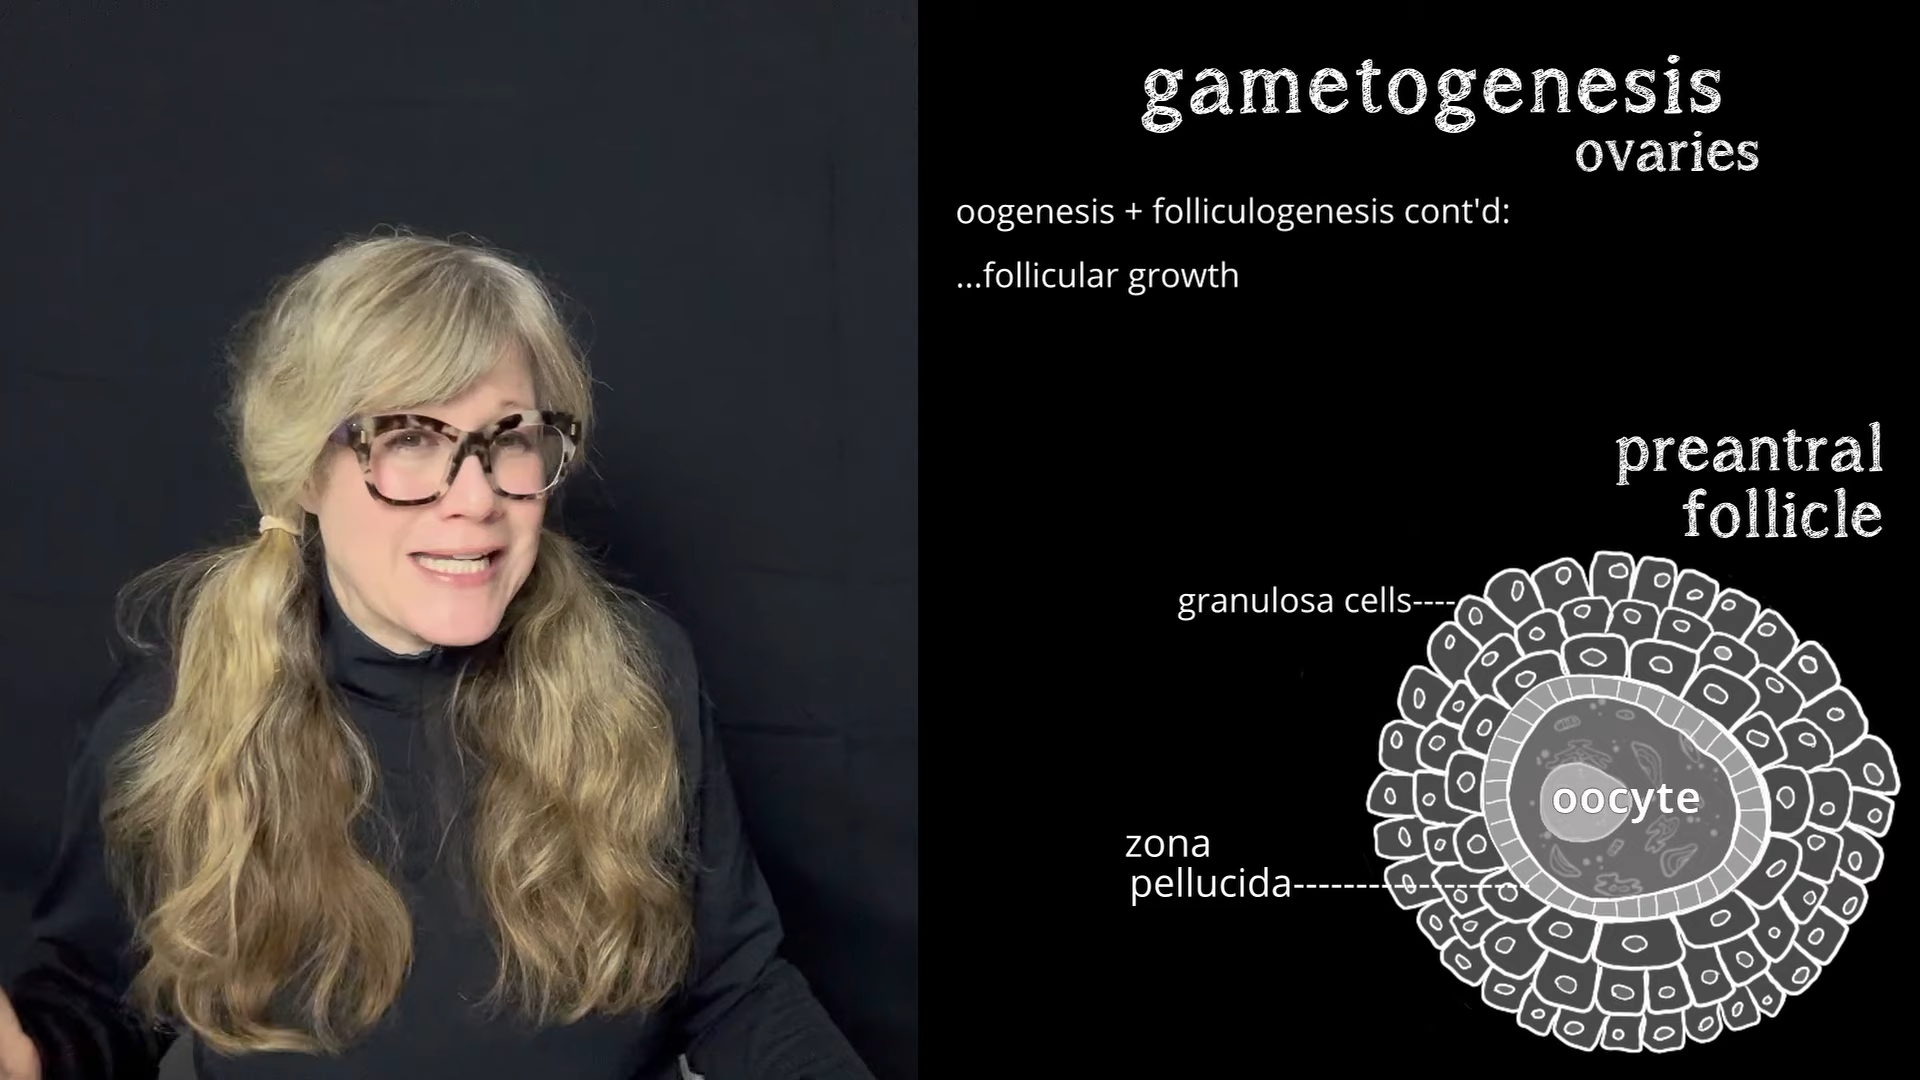 gametogenesis
ovaries
oogenesis + folliculogenesis cont'd:
...follicular growth
preantral
follicle
granulosa cells----
oocyte
zona
pellucida------------------